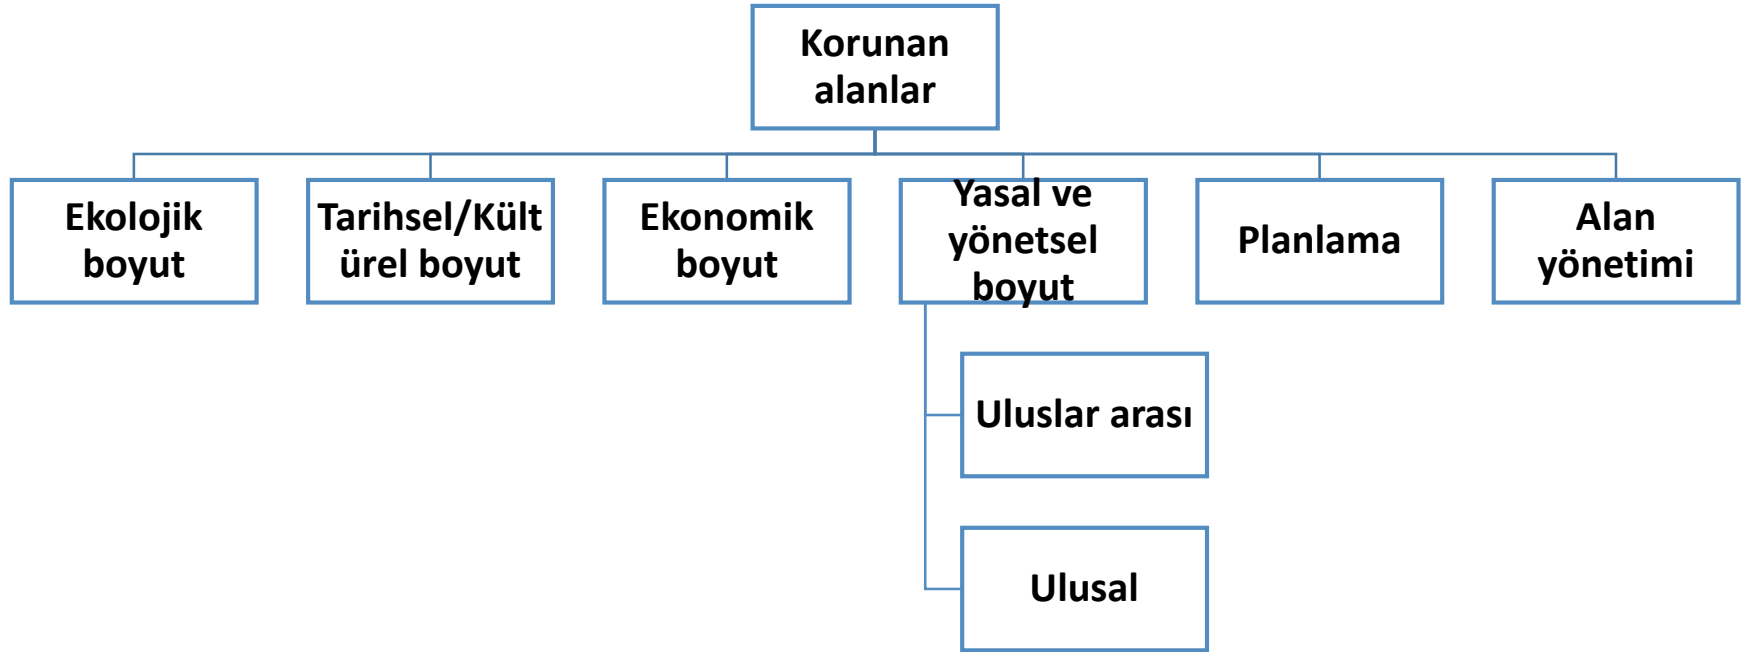 Korunan
alanlar
Ekolojik
boyut
Tarihsel/Kült
ürel boyut
Ekonomik
boyut
Yasal ve
yönetsel
boyut
Planlama
Alan
yönetimi
Uluslar arası
Ulusal